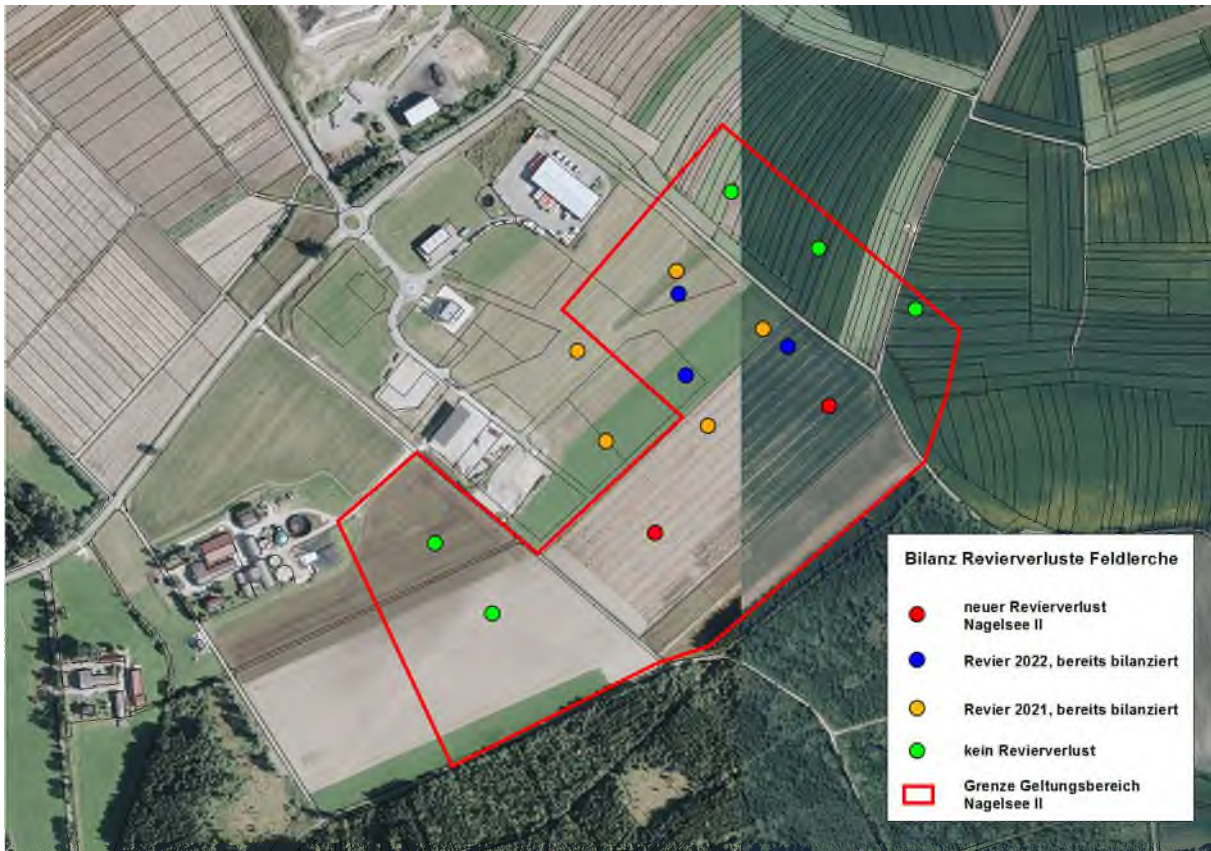 Bilanz Revierverluste Feldlerche
neuer Revierverlust
Nagelsee II
Revier 2022, bereits bilanziert
Revier 2021, bereits bilanziert
kein Revierverlust
Grenze Geltungsbereich
Nagelsee II